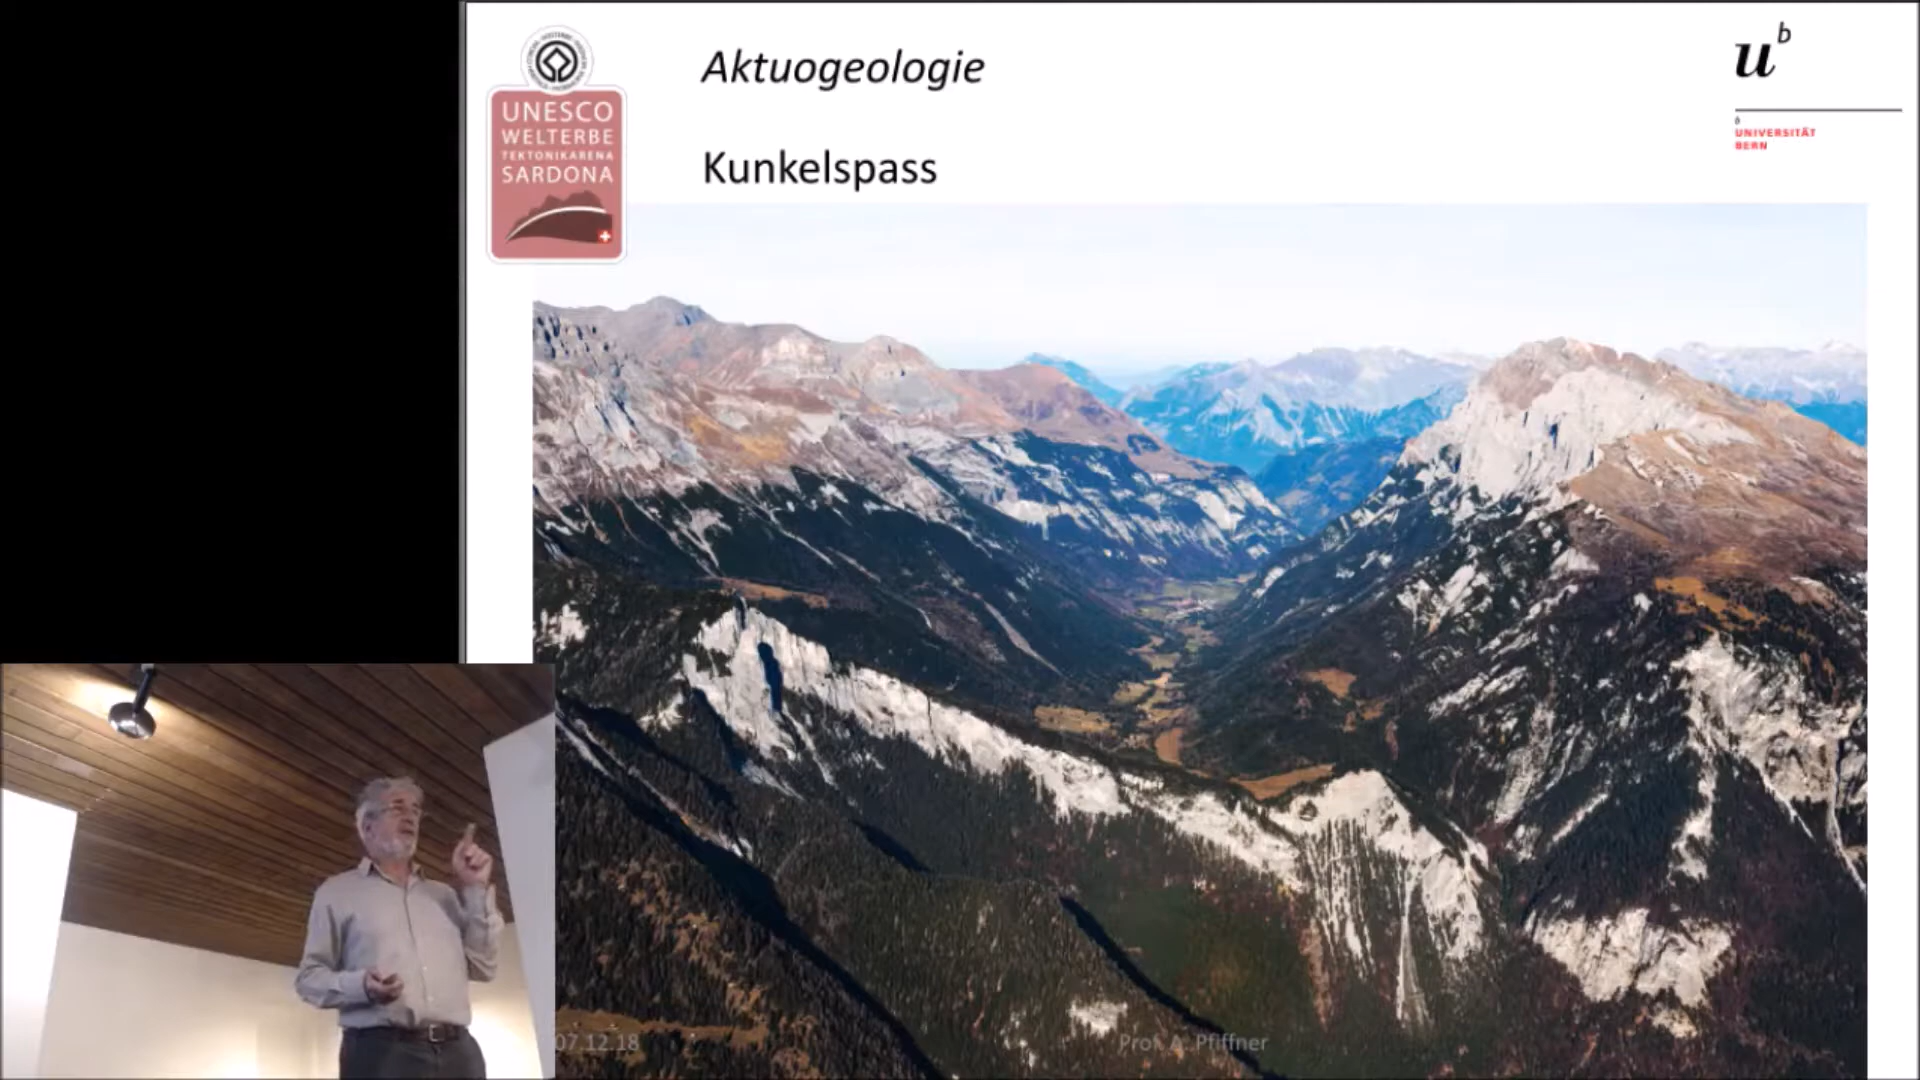 Aktuogeologie
Kunkelspass
UNESCO
WELTERBE
TEKTONIKARENA
SARDONA
u
b
b
UNIVERSITÄT
BERN
07.12.18
Prof. A. Pfiffner